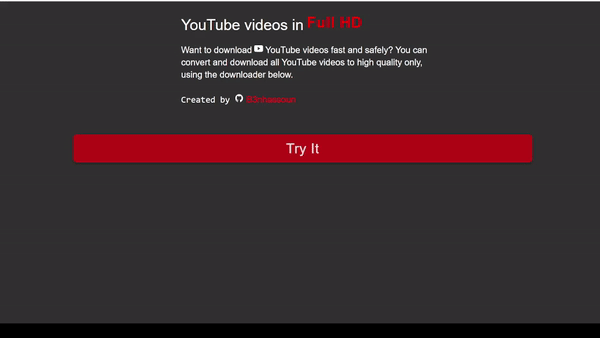 YouTube videos in Full HD
Want to download YouTube videos fast and safely? You can
convert and download all YouTube videos to high quality only,
using the downloader below.
Created by
Try It